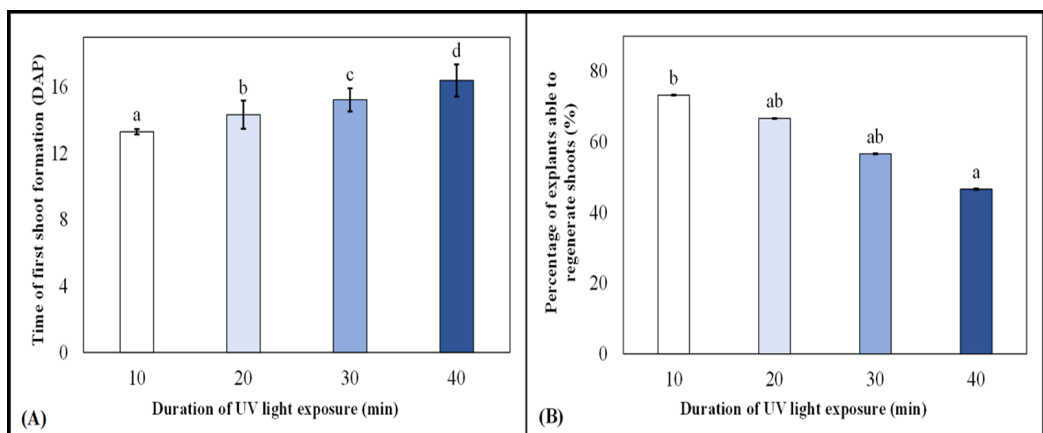 Time of first shoot formation (DAP)
16
12
8
4
0
a
b
c
d
10 20 30 40
Duration of UV light exposure (min)
(A)
Percentage of explants able to
regenerate shoots (%)
80
60
40
20
0
b
ab
ab
a
10 20 30 40
Duration of UV light exposure (min)
(B)